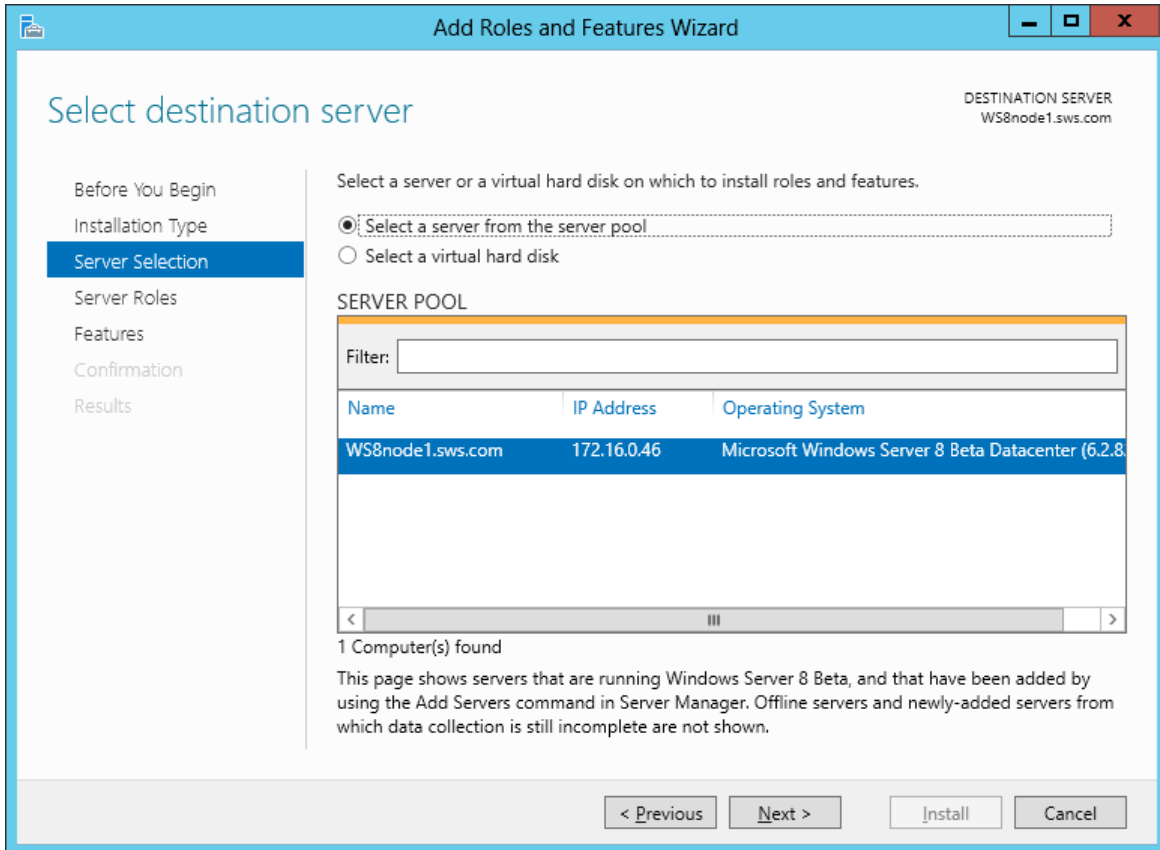 Add Roles and Features Wizard
Select destination server
DESTINATION SERVER
WS8node1.sws.com
Before You Begin
Installation Type
Server Selection
Server Roles
Features
Confirmation
Results
Select a server or a virtual hard disk on which to install roles and features.
Select a server from the server pool
Select a virtual hard disk
SERVER POOL
Filter:
Name IP Address Operating System
WS8node1.sws.com 172.16.0.46 Microsoft Windows Server 8 Beta Datacenter (6.2.8
1 Computer(s) found
This page shows servers that are running Windows Server 8 Beta, and that have been added by
using the Add Servers command in Server Manager. Offline servers and newly-added servers from
which data collection is still incomplete are not shown.
< Previous Next > Install Cancel